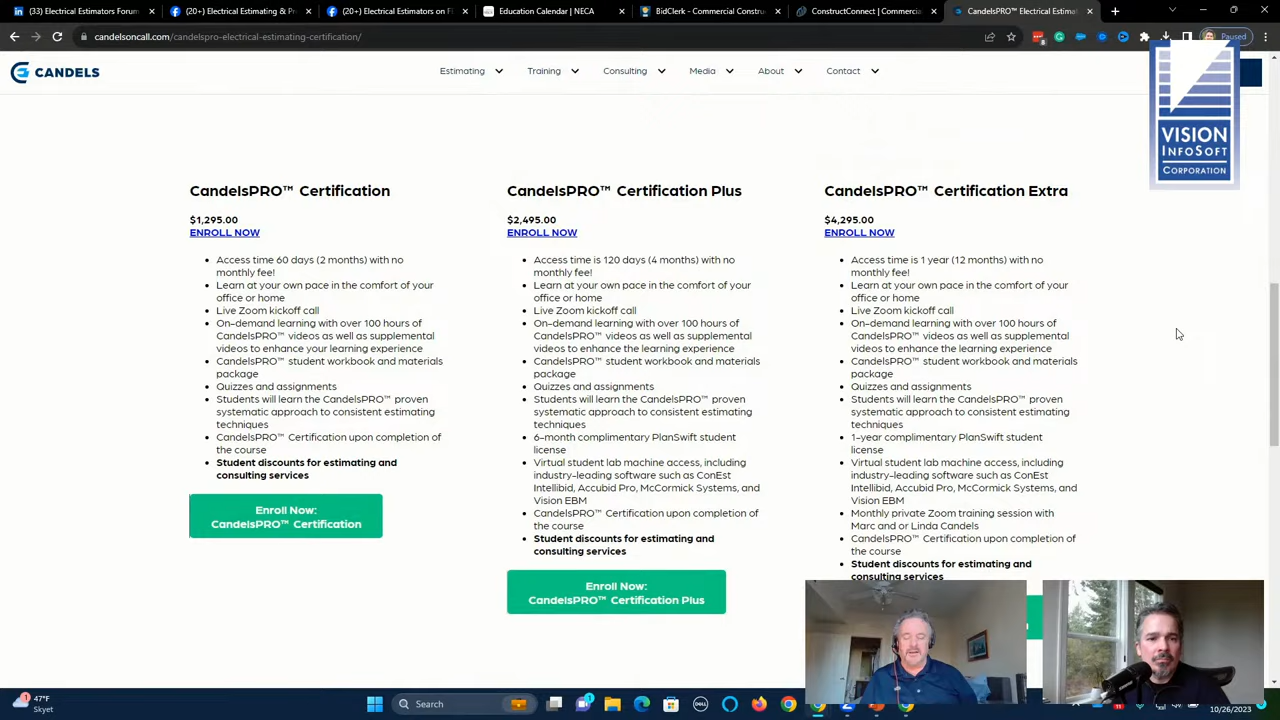 (33) Electrical Estimators Forum
(20+) Electrical Estimating & Pr
(20+) Electrical Estimators on Fi
Education Calendar | NECA
BidClerk - Commercial Constru
ConstructConnect | Commercia
CandelsPRO™ Electrical Estimat
candelsoncall.com/candelspro-electrical-estimating-certification/
Paused
CANDELS
Estimating
Training
Consulting
Media
About
Contact
VISION
INFOSOFT
CORPORATION
CandelsPRO™ Certification
$1,295.00
ENROLL NOW
Access time 60 days (2 months) with no
monthly fee!
Learn at your own pace in the comfort of your
office or home
Live Zoom kickoff call
On-demand learning with over 100 hours of
CandelsPRO™ videos as well as supplemental
videos to enhance your learning experience
CandelsPRO™ student workbook and materials
package
Quizzes and assignments
Students will learn the CandelsPRO™ proven
systematic approach to consistent estimating
techniques
CandelsPRO™ Certification upon completion of
the course
Student discounts for estimating and
consulting services
Enroll Now:
CandelsPRO™ Certification
CandelsPRO™ Certification Plus
$2,495.00
ENROLL NOW
Access time is 120 days (4 months) with no
monthly fee!
Learn at your own pace in the comfort of your
office or home
Live Zoom kickoff call
On-demand learning with over 100 hours of
CandelsPRO™ videos as well as supplemental
videos to enhance the learning experience
CandelsPRO™ student workbook and materials
package
Quizzes and assignments
Students will learn the CandelsPRO™ proven
systematic approach to consistent estimating
techniques
6-month complimentary PlanSwift student
license
Virtual student lab machine access, including
industry-leading software such as ConEst
Intellibid, Accubid Pro, McCormick Systems, and
Vision EBM
CandelsPRO™ Certification upon completion of
the course
Student discounts for estimating and
consulting services
Enroll Now:
CandelsPRO™ Certification Plus
CandelsPRO™ Certification Extra
$4,295.00
ENROLL NOW
Access time is 1 year (12 months) with no
monthly fee!
Learn at your own pace in the comfort of your
office or home
Live Zoom kickoff call
On-demand learning with over 100 hours of
CandelsPRO™ videos as well as supplemental
videos to enhance the learning experience
CandelsPRO™ student workbook and materials
package
Quizzes and assignments
Students will learn the CandelsPRO™ proven
systematic approach to consistent estimating
techniques
1-year complimentary PlanSwift student
license
Virtual student lab machine access, including
industry-leading software such as ConEst
Intellibid, Accubid Pro, McCormick Systems, and
Vision EBM
Monthly private Zoom training session with
Marc and or Linda Candels
CandelsPRO™ Certification upon completion of
the course
Student discounts for estimating and
consulting services
1
47°F
Skyet
Search
DELL
10/26/2023